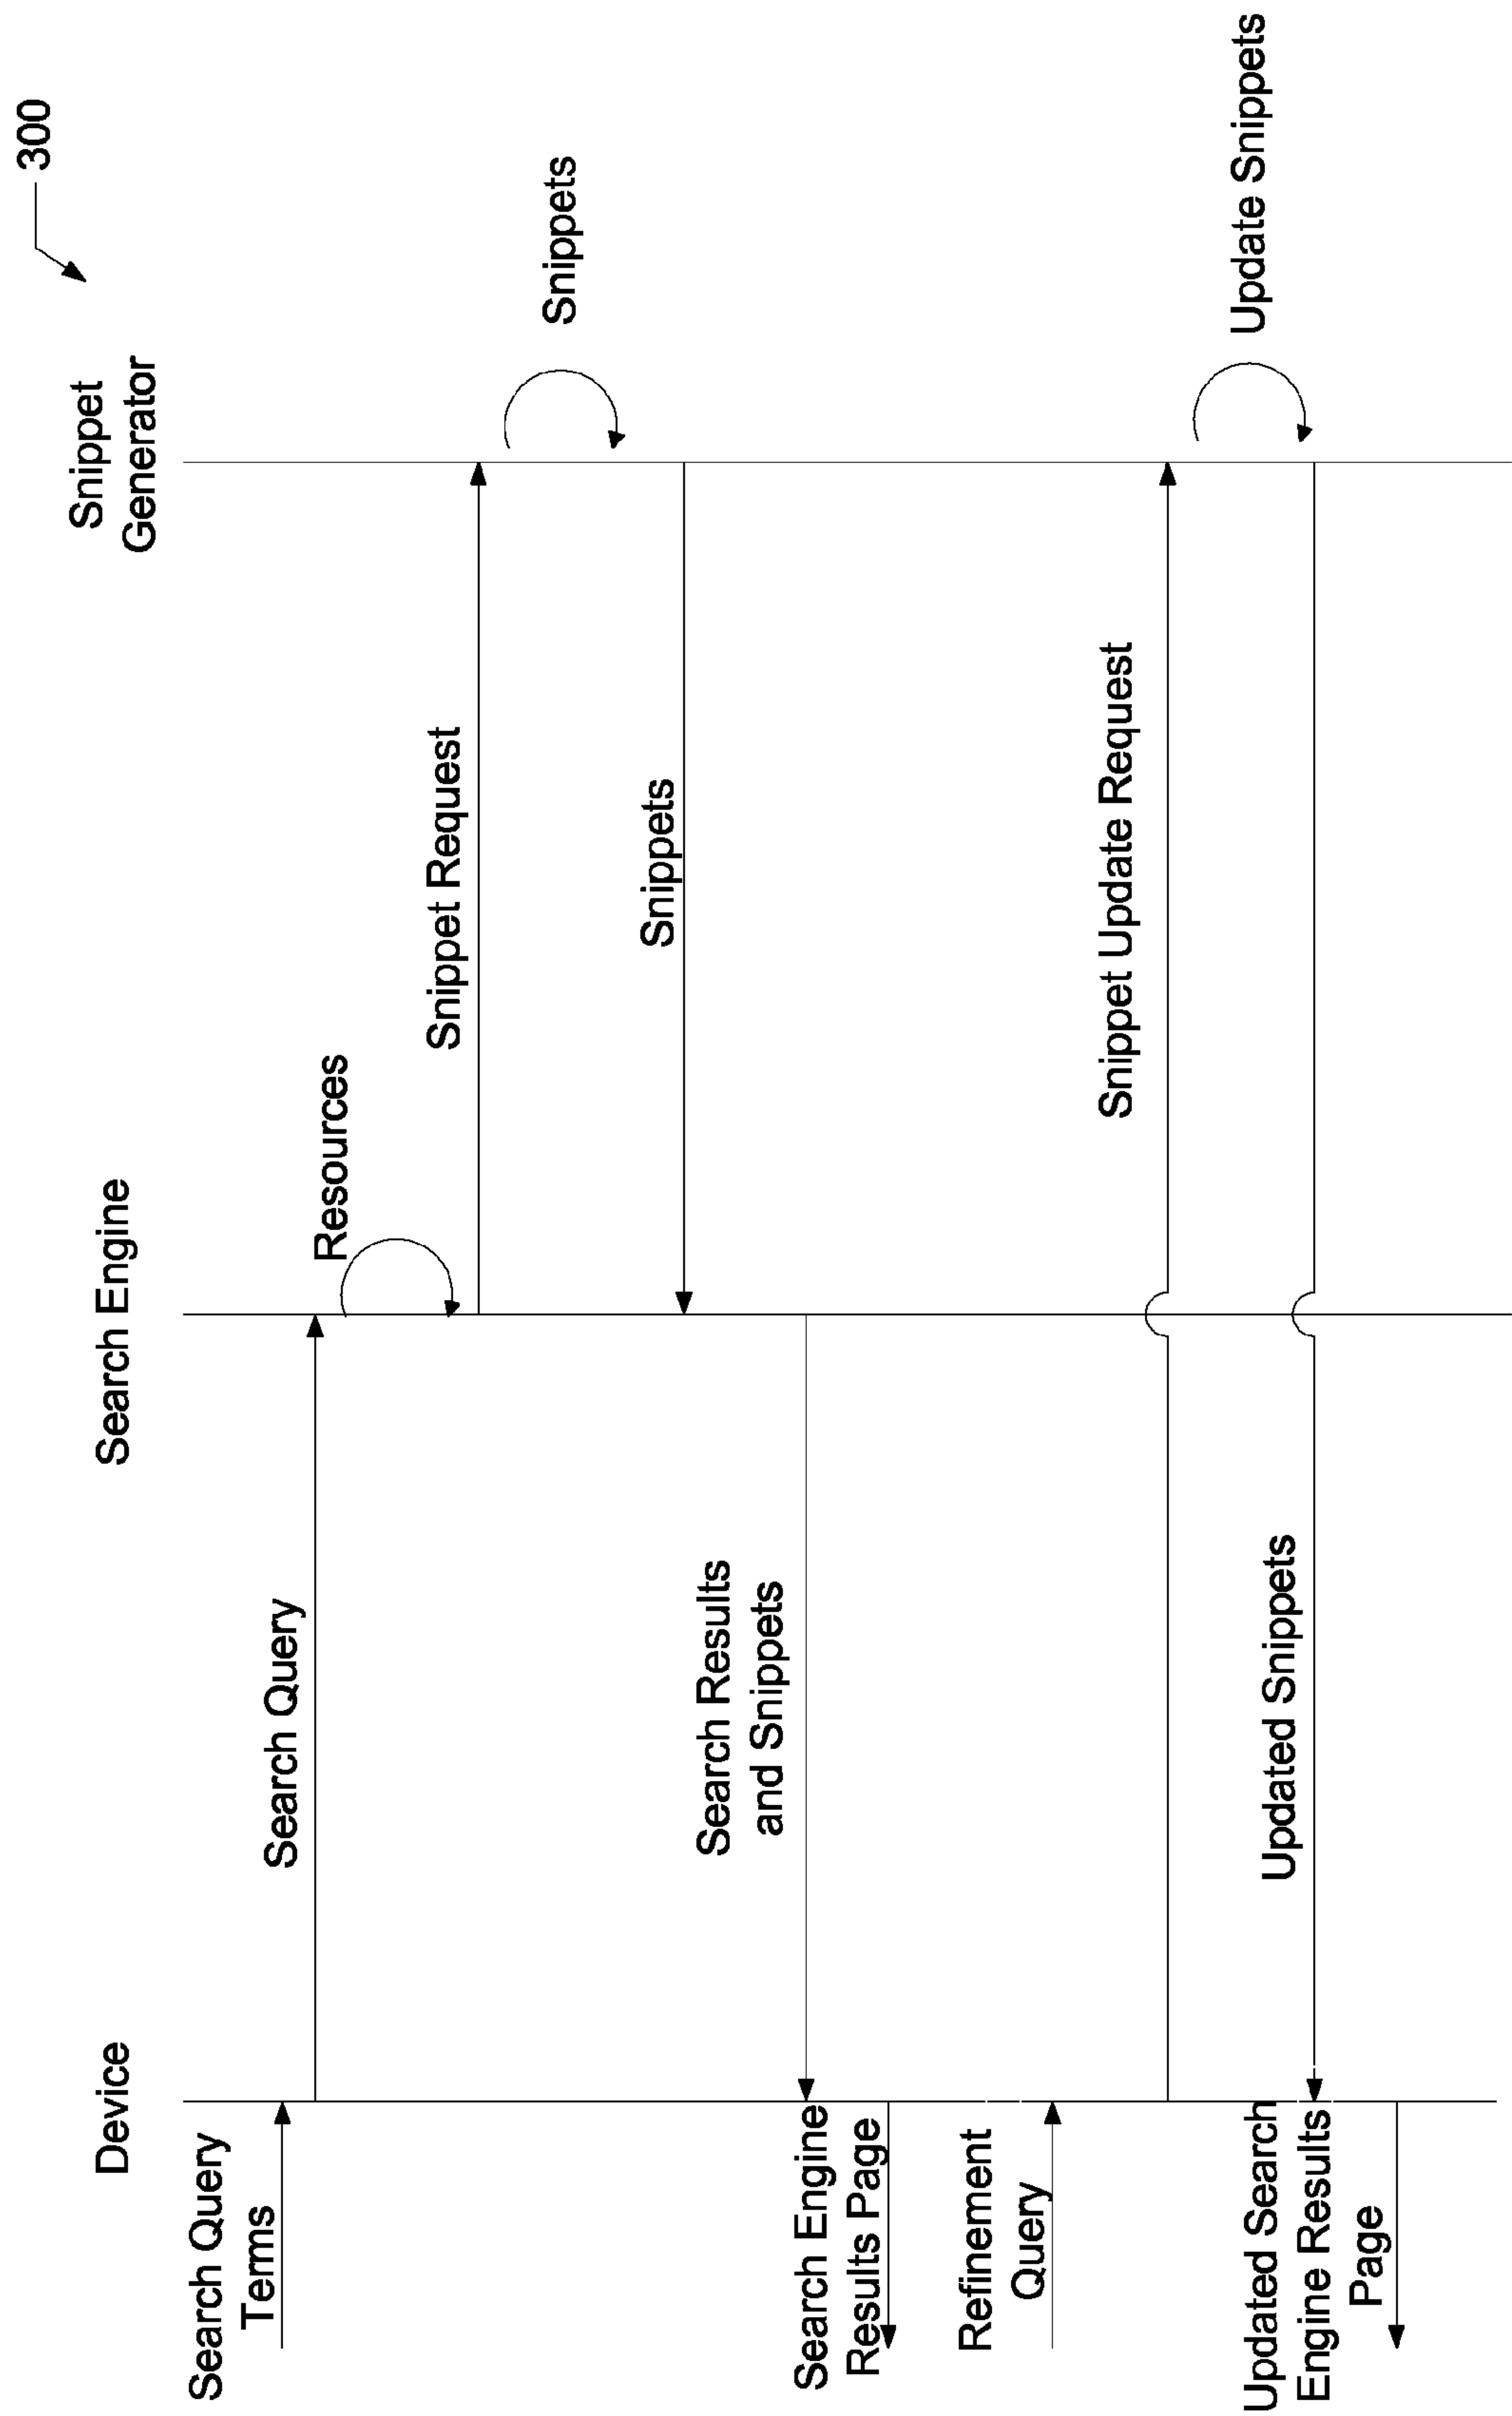 300
Device
Search Engine
Snippet
Generator
Search Query
Terms
Search Query
Resources
Snippet Request
Snippets
Snippets
Search Results
and Snippets
Search Engine
Results Page
Refinement
Query
Snippet Update Request
Update Snippets
Updated Snippets
Updated Search
Engine Results
Page